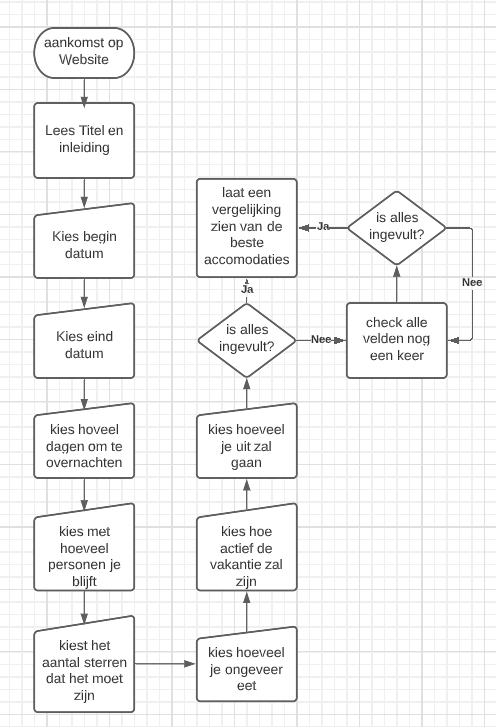 aankomst op
Website
Lees Titel en
inleiding
Kies begin
datum
Kies eind
datum
kies hoveel
dagen om te
overnachten
kies met
hoeveel
personen je
blijft
kiest het
aantal sterren
dat het moet
zijn
kies hoeveel
je ongeveer
eet
kies hoe
actief de
vakantie zal
zijn
kies hoeveel
je uit zal
gaan
is alles
ingevult?
Ja
Nee
laat een
vergelijking
zien van de
beste
accomodaties
check alle
velden nog
een keer
is alles
ingevult?
Ja
Nee